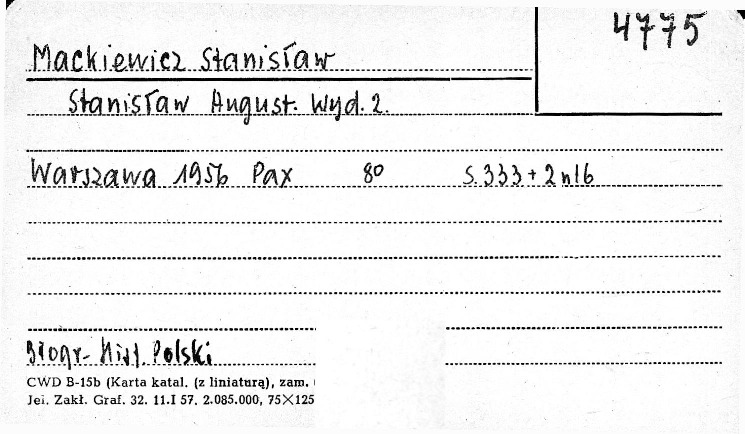 4775
Mackiewicz Stanisław
Stanisław August. Wyd. 2.
Warszawa 1956 Pax 8º S. 333 + 2 nlb
Biogr- Hist. Polski
CWD B-15b (Karta katal. (z liniaturą), zam.
Jel. Zakł. Graf. 32. 11.I 57. 2.085.000, 75×125